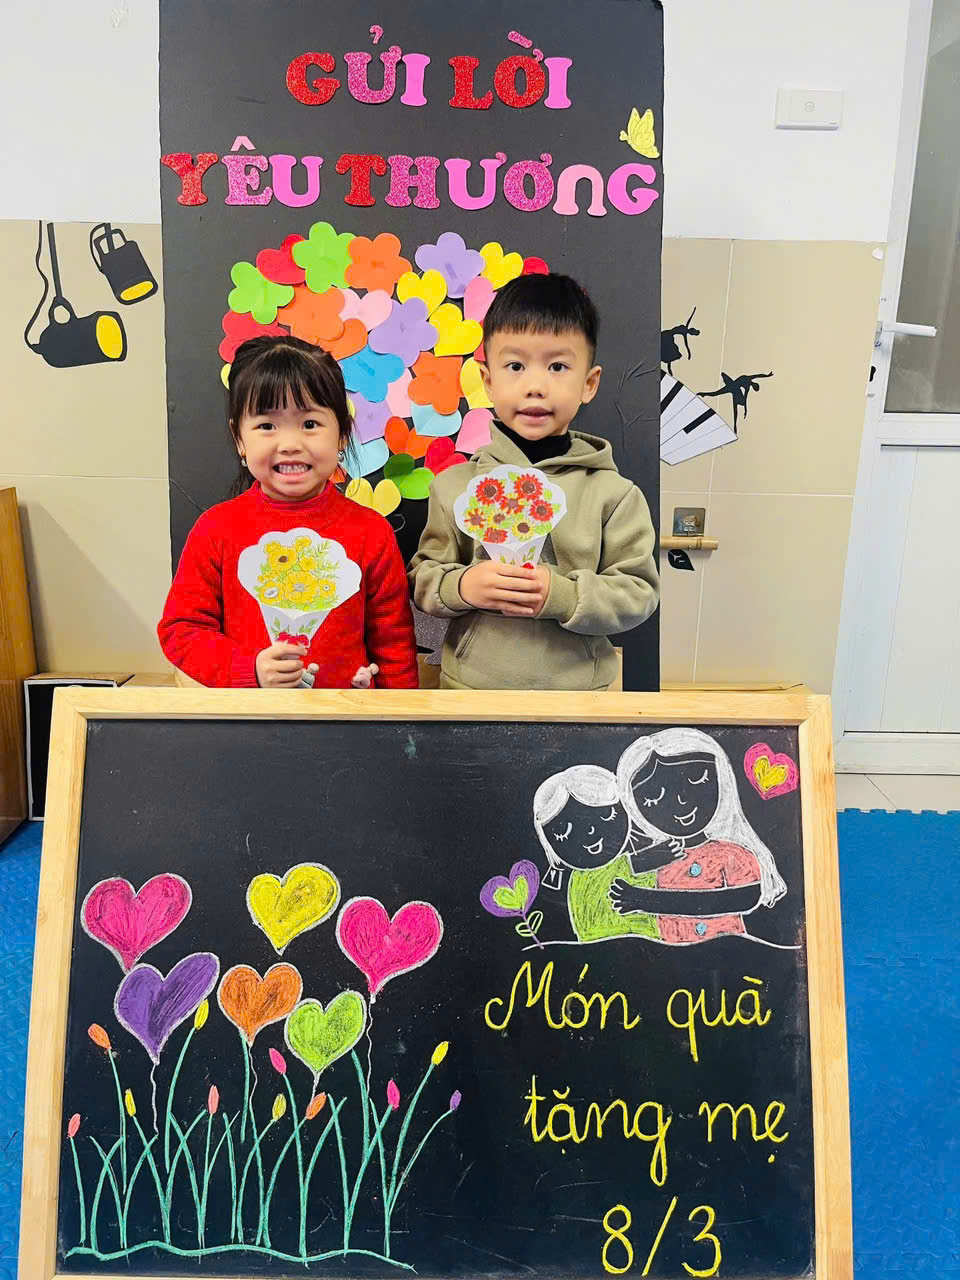 GỬI LỜI
YÊU THƯƠNG
Món quà
tặng mẹ
8/3